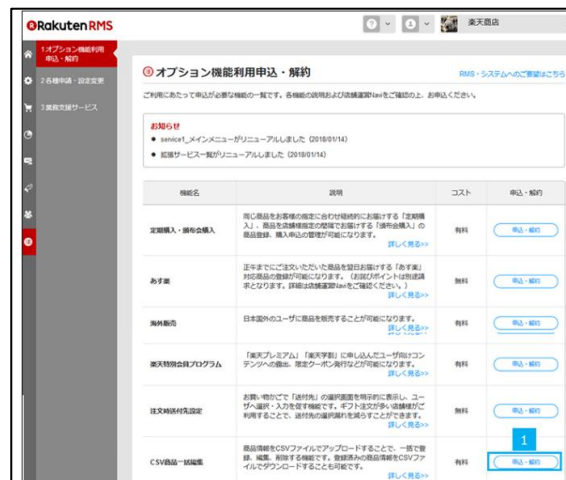 Rakuten RMS
楽天商店
1 オプション機能利用
申込・解約
2 各種申請・設定変更
3 業務支援サービス
オプション機能利用申込・解約
RMS・システムへのご要望はこちら
ご利用にあたって申込が必要な機能の一覧です。各機能の説明および店舗運営Naviをご確認の上、お申込ください。
お知らせ
● service1_メインメニューがリニューアルしました (2018/01/14)
● 拡張サービス一覧がリニューアルしました (2018/01/14)
機能名 説明 コスト 申込・解約
定期購入・頒布会購入
同じ商品をお客様の指定に合わせ継続的にお届けする「定期購
入」、商品を店舗様指定の間隔でお届けする「頒布会購入」の
商品登録、購入申込の管理が可能になります。
詳しく見る>>
有料 申込・解約
あす楽
正午までにご注文いただいた商品を翌日お届けする「あす楽」
対応商品の登録が可能になります。（お詫びポイントは別途請
求となります。詳細は店舗運営Naviをご確認ください。）
詳しく見る>>
無料 申込・解約
海外販売
日本国外のユーザに商品を販売することが可能になります。
詳しく見る>>
有料 申込・解約
楽天特別会員プログラム
「楽天プレミアム」「楽天学割」に申し込んだユーザ向けコン
テンツへの露出、限定クーポン発行などが可能になります。
詳しく見る>>
有料 申込・解約
注文時送付先設定
お買い物かごで「送付先」の選択画面を明示的に表示し、ユー
ザへ選択・入力を促す機能です。ギフト注文が多い店舗様がご
利用することで、送付先の選択漏れを減らすことができます。
詳しく見る>>
無料 申込・解約
1
CSV商品一括編集
商品情報をCSVファイルでアップロードすることで、一括で登
録、編集、削除する機能です。登録済みの商品情報をCSVファ
イルでダウンロードすることも可能です。
詳しく見る>>
有料 申込・解約